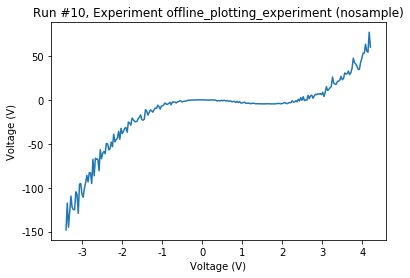 Run #10, Experiment offline_plotting_experiment (nosample)
Voltage (V)
50
0
-50
-100
-150
-3 -2 -1 0 1 2 3 4
Voltage (V)